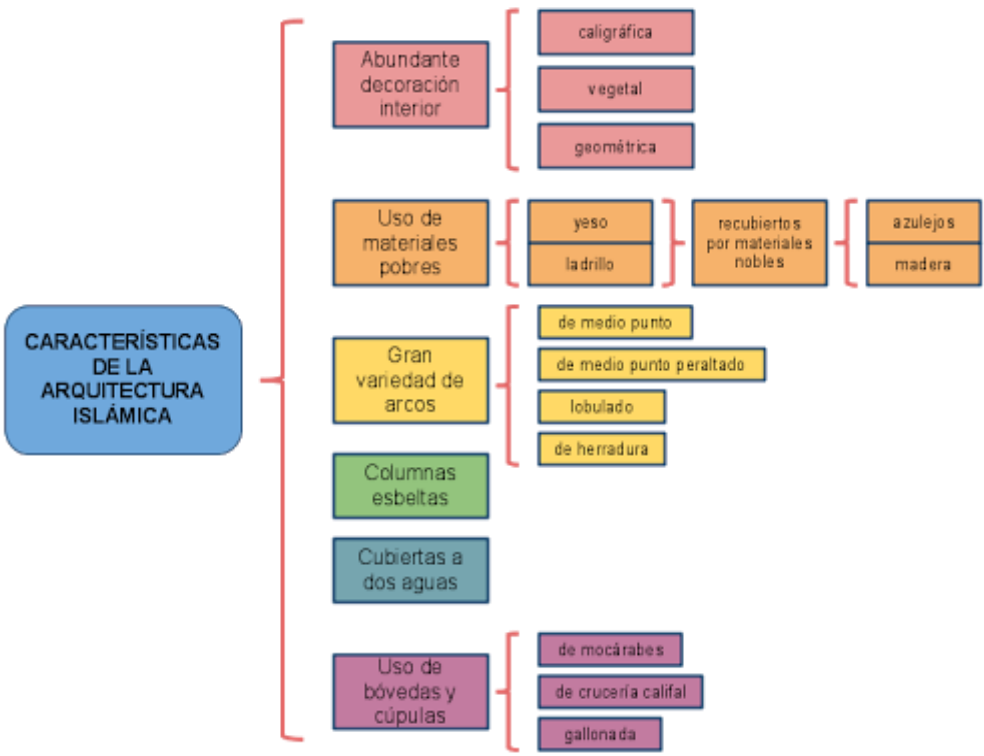 CARACTERÍSTICAS
DE LA
ARQUITECTURA
ISLÁMICA
Abundante
decoración
interior
caligráfica
vegetal
geométrica
Uso de
materiales
pobres
yeso
ladrillo
recubiertos
por materiales
nobles
azulejos
madera
Gran
variedad de
arcos
de medio punto
de medio punto peraltado
lobulado
de herradura
Columnas
esbeltas
Cubiertas a
dos aguas
Uso de
bóvedas y
cúpulas
de mocárabes
de crucería califal
gallonada